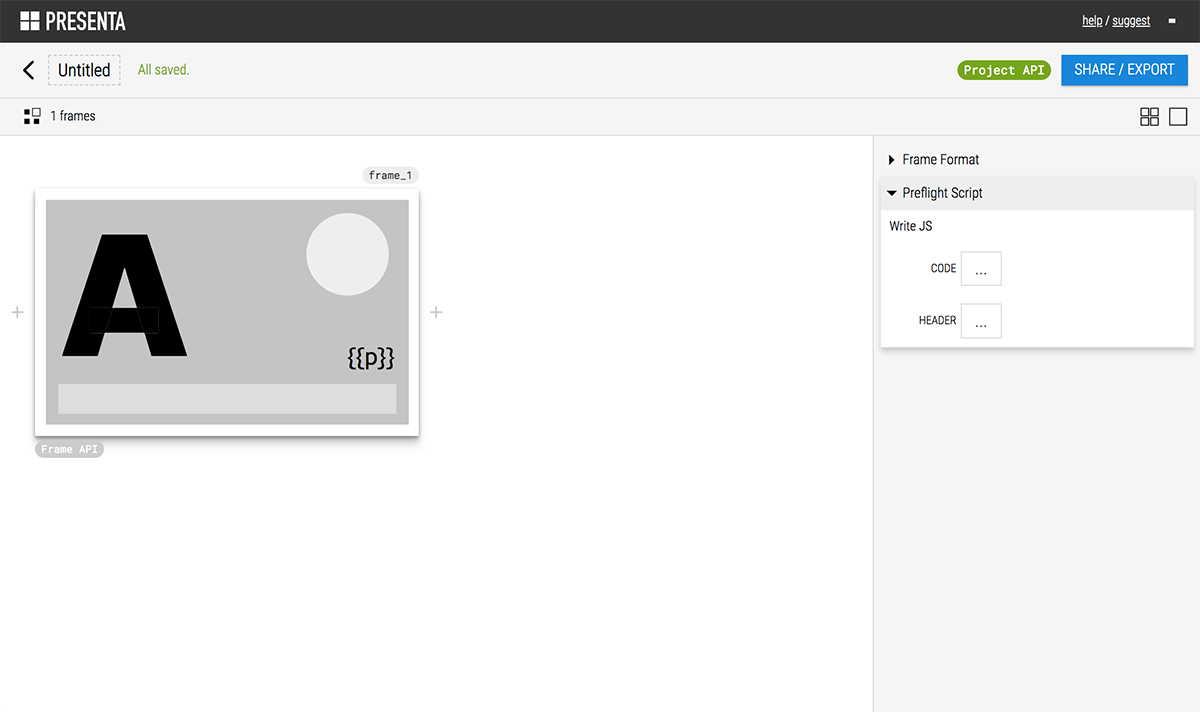 PRESENTA
help / suggest
Untitled
All saved.
Project API
SHARE / EXPORT
1 frames
frame_1
A
{{p}}
Frame API
Frame Format
Preflight Script
Write JS
CODE
...
HEADER
...